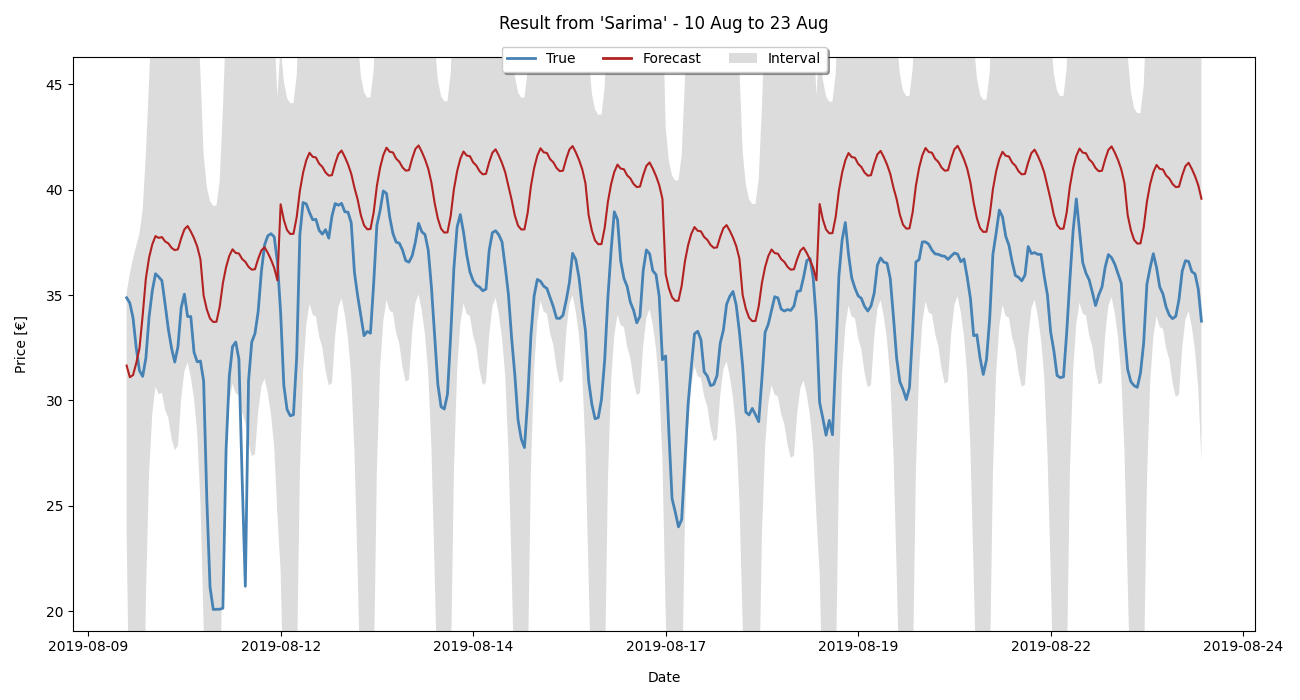 Result from 'Sarima' - 10 Aug to 23 Aug
True Forecast Interval
45
40
35
30
25
20
Price [€]
2019-08-09 2019-08-12 2019-08-14 2019-08-17 2019-08-19 2019-08-22 2019-08-24
Date